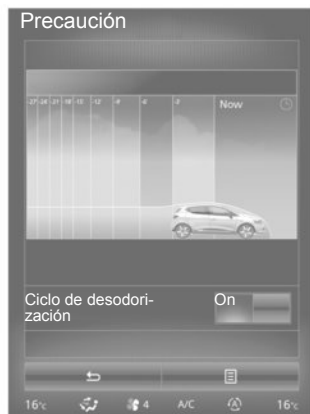 Precaución
-27 -24 -21 -18 -15 -12 -9 -6 -3 Now
Ciclo de desodori-
zación
On
16°c 4 A/C 16°c